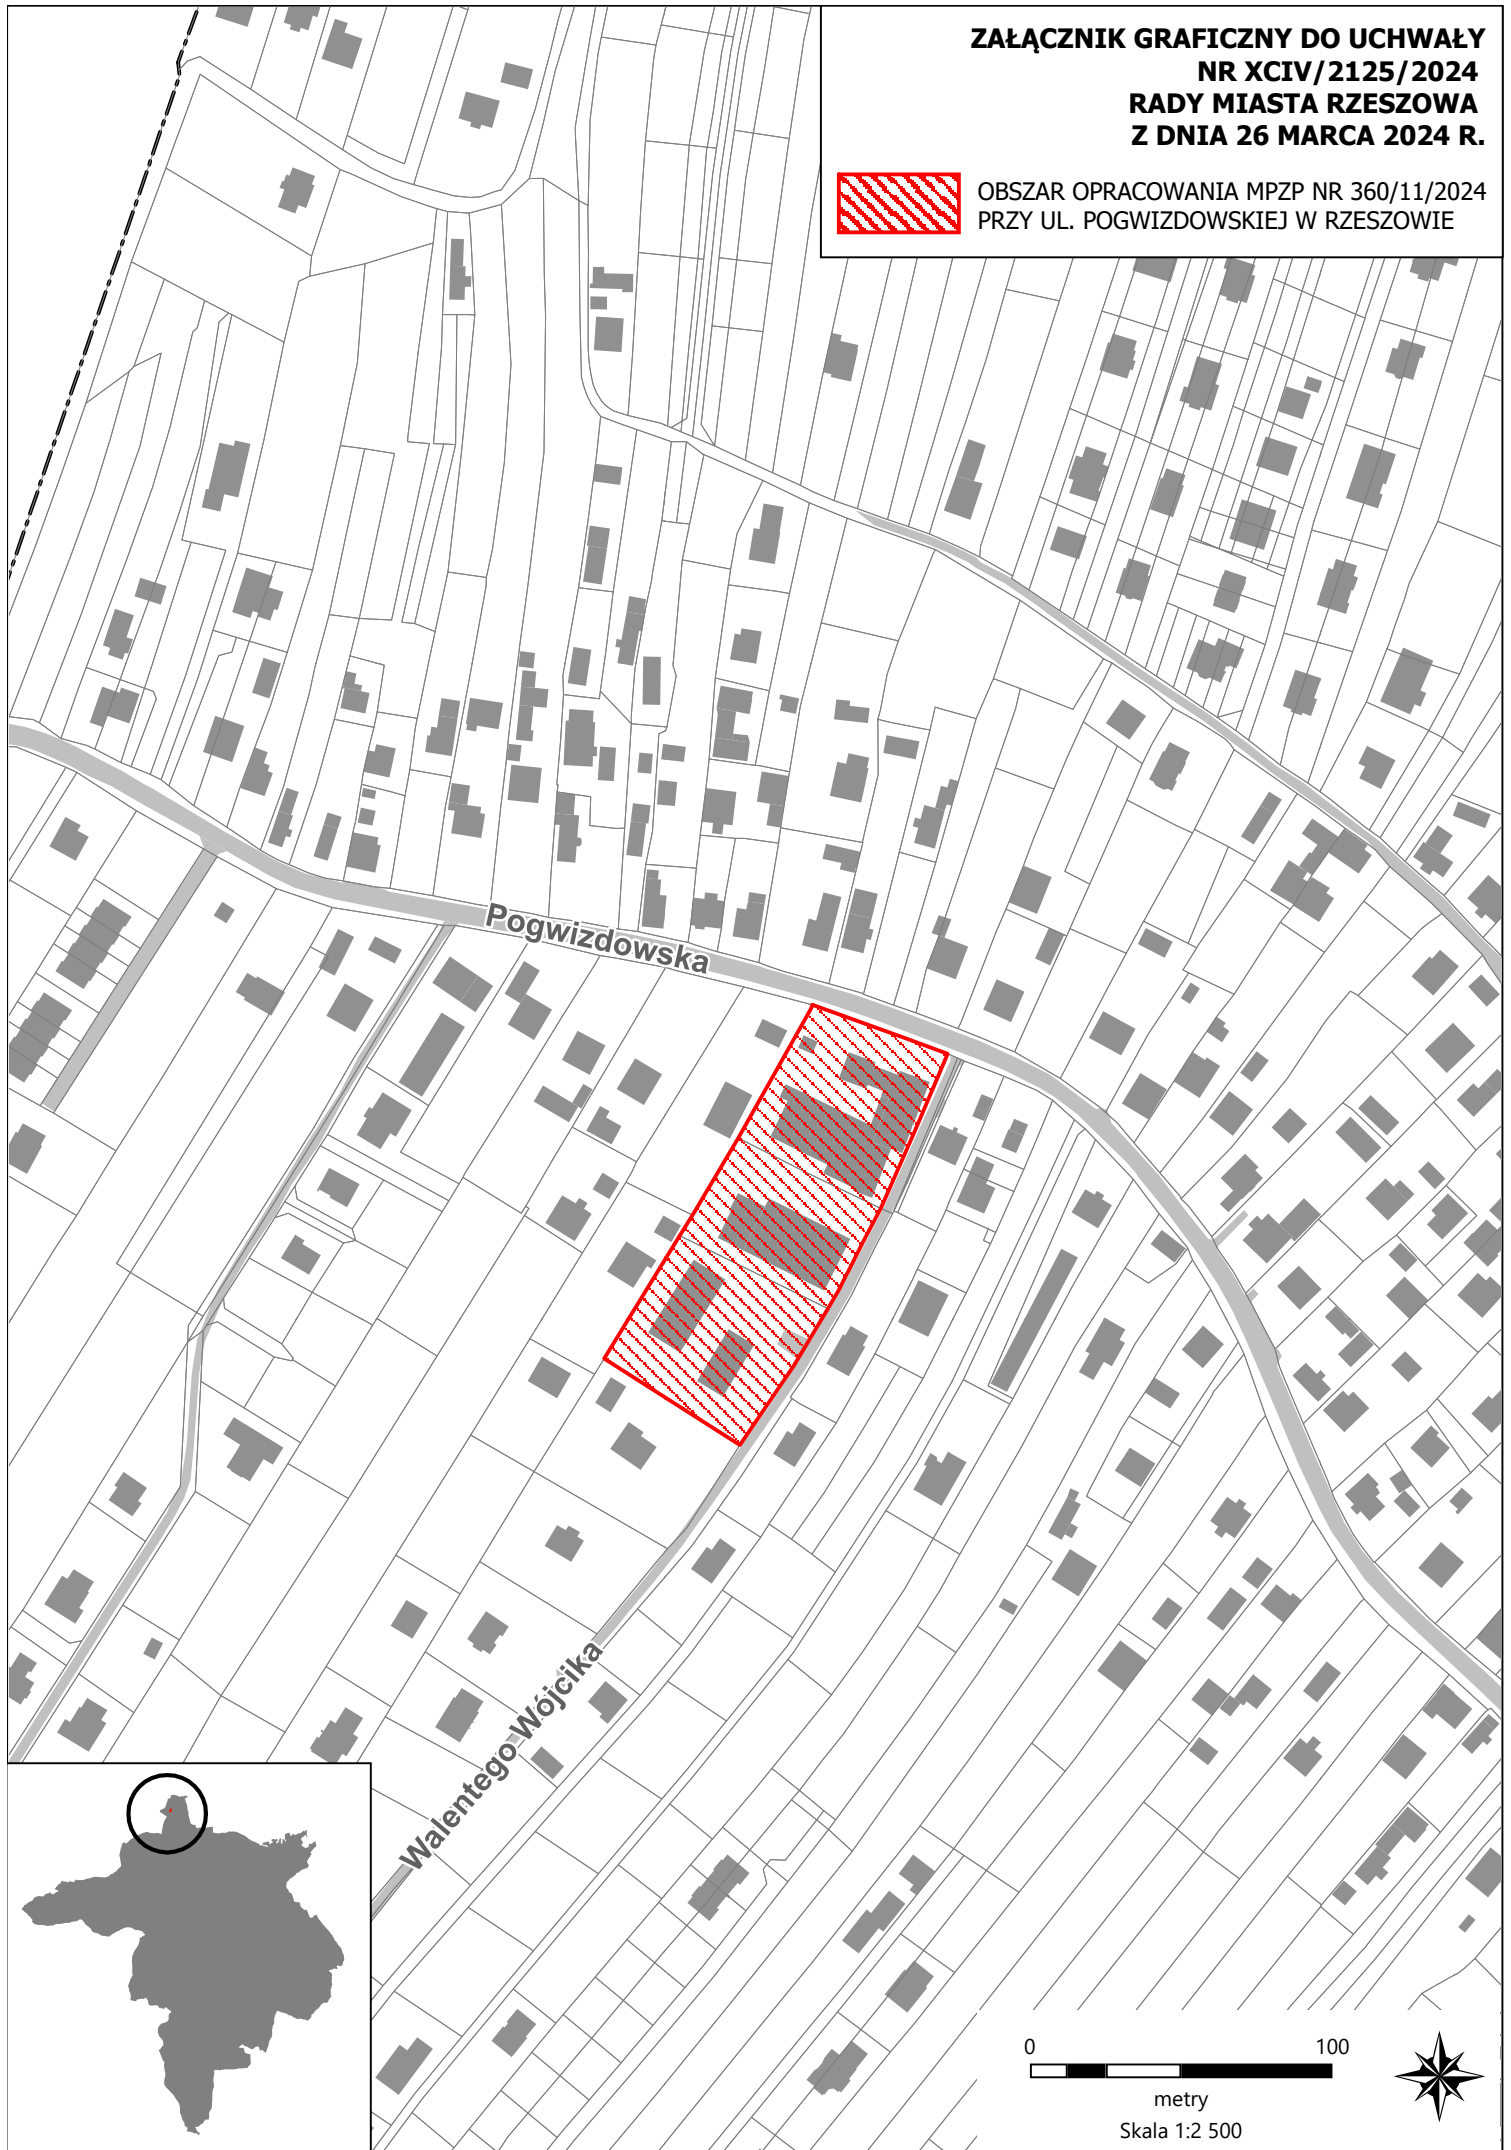 ZAŁĄCZNIK GRAFICZNY DO UCHWAŁY
NR XCIV/2125/2024
RADY MIASTA RZESZOWA
Z DNIA 26 MARCA 2024 R.
OBSZAR OPRACOWANIA MPZP NR 360/11/2024
PRZY UL. POGWIZDOWSKIEJ W RZESZOWIE
Pogwizdowska
Walentego Wójcika
0 100
metry
Skala 1:2 500